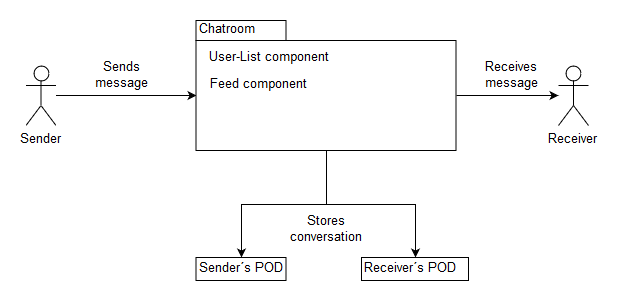 Chatroom
User-List component
Feed component
Sends
message
Receives
message
Sender
Receiver
Stores
conversation
Sender´s POD
Receiver´s POD